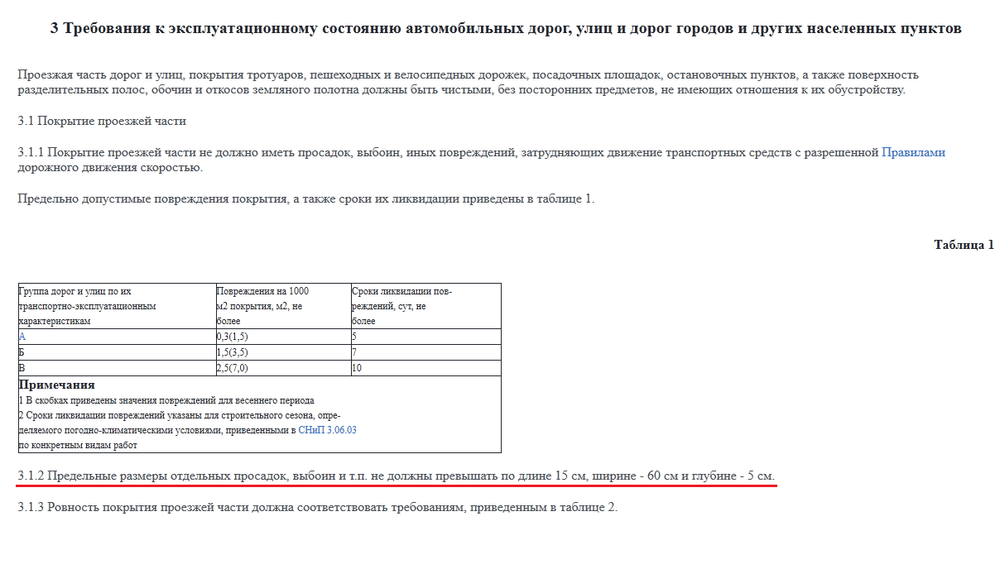 3 Требования к эксплуатационному состоянию автомобильных дорог, улиц и дорог городов и других населенных пунктов
Проезжая часть дорог и улиц, покрытия тротуаров, пешеходных и велосипедных дорожек, посадочных площадок, остановочных пунктов, а также поверхность
разделительных полос, обочин и откосов земляного полотна должны быть чистыми, без посторонних предметов, не имеющих отношения к их обустройству.
3.1 Покрытие проезжей части
3.1.1 Покрытие проезжей части не должно иметь просадок, выбоин, иных повреждений, затрудняющих движение транспортных средств с разрешенной Правилами
дорожного движения скоростью.
Предельно допустимые повреждения покрытия, а также сроки их ликвидации приведены в таблице 1.
Таблица 1
Группа дорог и улиц по их
транспортно-эксплуатационным
характеристикам
Повреждения на 1000
м2 покрытия, м2, не
более
Сроки ликвидации пов-
реждений, сут, не
более
А 0,3(1,5) 5
Б 1,5(3,5) 7
В 2,5(7,0) 10
Примечания
1 В скобках приведены значения повреждений для весеннего периода
2 Сроки ликвидации повреждений указаны для строительного сезона, опре-
деляемого погодно-климатическими условиями, приведенными в СНиП 3.06.03
по конкретным видам работ
3.1.2 Предельные размеры отдельных просадок, выбоин и т.п. не должны превышать по длине 15 см, ширине - 60 см и глубине - 5 см.
3.1.3 Ровность покрытия проезжей части должна соответствовать требованиям, приведенным в таблице 2.